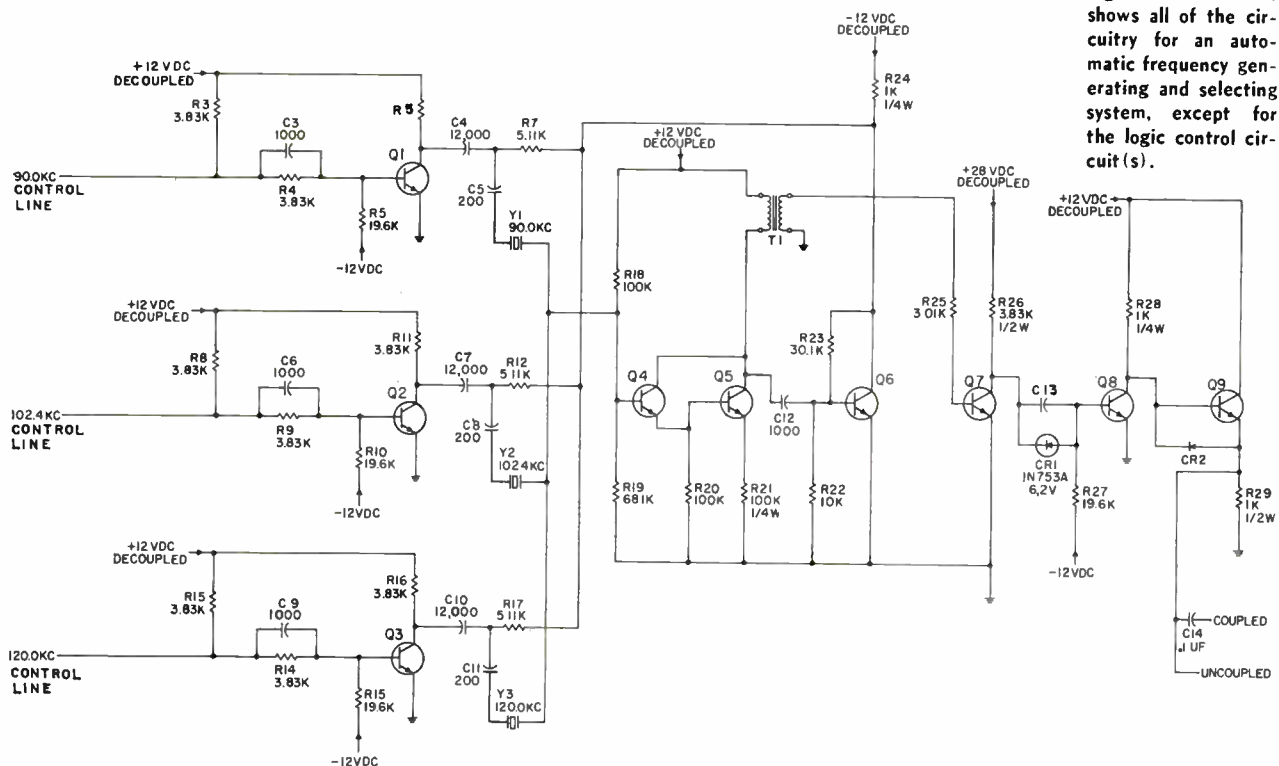 shows all of the cir-
cuitry for an auto-
matic frequency gen-
erating and selecting
system, except for
the logic control cir-
cuit(s).
-12 VDC
DECOUPLED
R24
1K
1/4W
+12 VDC
DECOUPLED
R3
3.83K
C3
1000
R4
3.83K
R5
19.6K
-12VDC
90.0KC
CONTROL
LINE
Q1
R5
C4
12,000
R7
5.11K
C5
200
Y1
90.0KC
+12 VDC
DECOUPLED
R8
3.83K
C6
1000
R9
3.83K
R10
19.6K
-12VDC
102.4KC
CONTROL
LINE
Q2
R11
3.83K
C7
12,000
R12
5.11K
C8
200
Y2
102.4KC
+12 VDC
DECOUPLED
R15
3.83K
C9
1000
R14
3.83K
R15
19.6K
-12VDC
120.0KC
CONTROL
LINE
Q3
R16
3.83K
C10
12,000
R17
5.11K
C11
200
Y3
120.0KC
+12 VDC
DECOUPLED
T1
R18
100K
R19
681K
Q4
R20
100K
Q5
R21
100K
1/4W
C12
1000
R22
10K
R23
30.1K
Q6
R25
3.01K
+28 VDC
DECOUPLED
R26
3.83K
1/2W
Q7
C13
CR1
1N753A
6.2V
R27
19.6K
-12VDC
+12 VDC
DECOUPLED
R28
1K
1/4W
Q8
Q9
CR2
R29
1K
1/2W
C14
.1 UF
COUPLED
UNCOUPLED